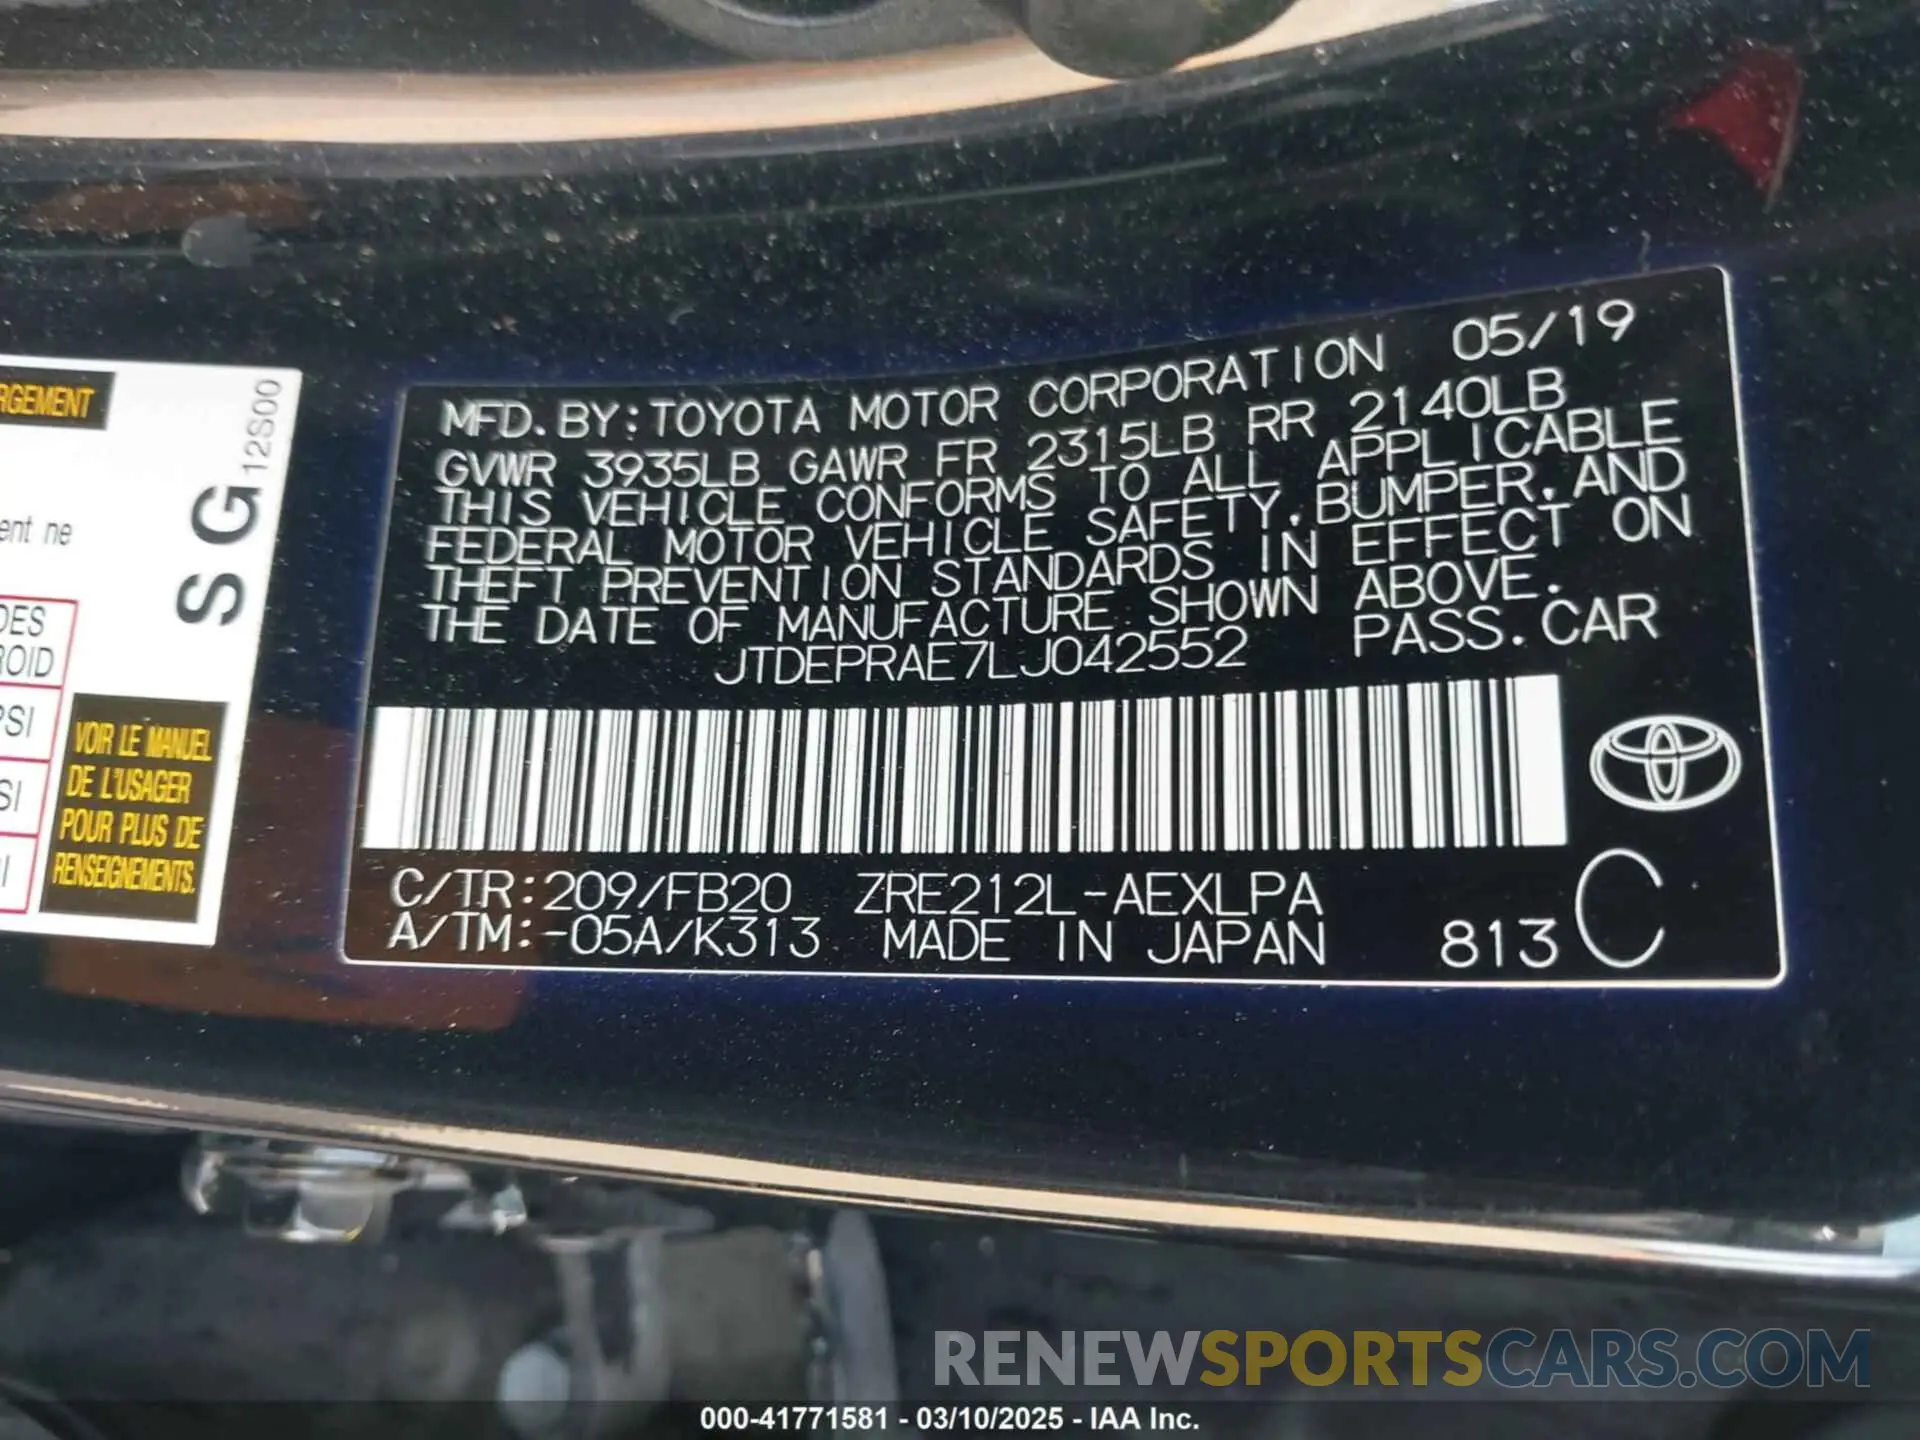 RGEMENT
SG12S00
ent ne
DES
ROID
PSI
SI
I
VOIR LE MANUEL
DE L'USAGER
POUR PLUS DE
RENSEIGNEMENTS.
MFD. BY: TOYOTA MOTOR CORPORATION 05/19
GVWR 3935LB GAWR FR 2315LB RR 2140LB
THIS VEHICLE CONFORMS TO ALL APPLICABLE
FEDERAL MOTOR VEHICLE SAFETY, BUMPER, AND
THEFT PREVENTION STANDARDS IN EFFECT ON
THE DATE OF MANUFACTURE SHOWN ABOVE.
JTDEPRAE7LJ042552 PASS. CAR
C/TR: 209/FB20 ZRE212L-AEXLPA
A/TM: -05A/K313 MADE IN JAPAN 813 C
RENEWSPORTSCARS.COM
000-41771581 - 03/10/2025 - IAA Inc.